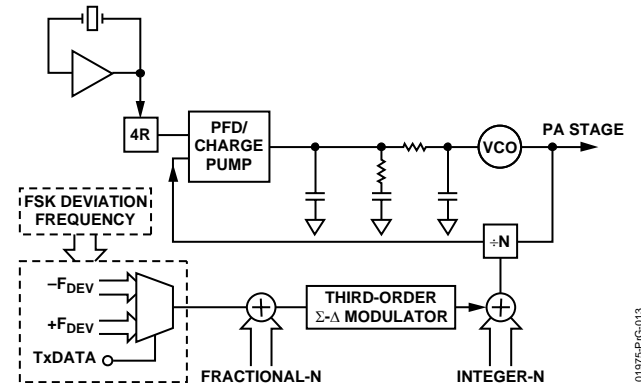 4R
PFD/
CHARGE
PUMP
VCO
PA STAGE
FSK DEVIATION
FREQUENCY
÷N
–FDEV
+FDEV
TxDATA
THIRD-ORDER
Σ-Δ MODULATOR
FRACTIONAL-N
INTEGER-N
01975-PrG-013